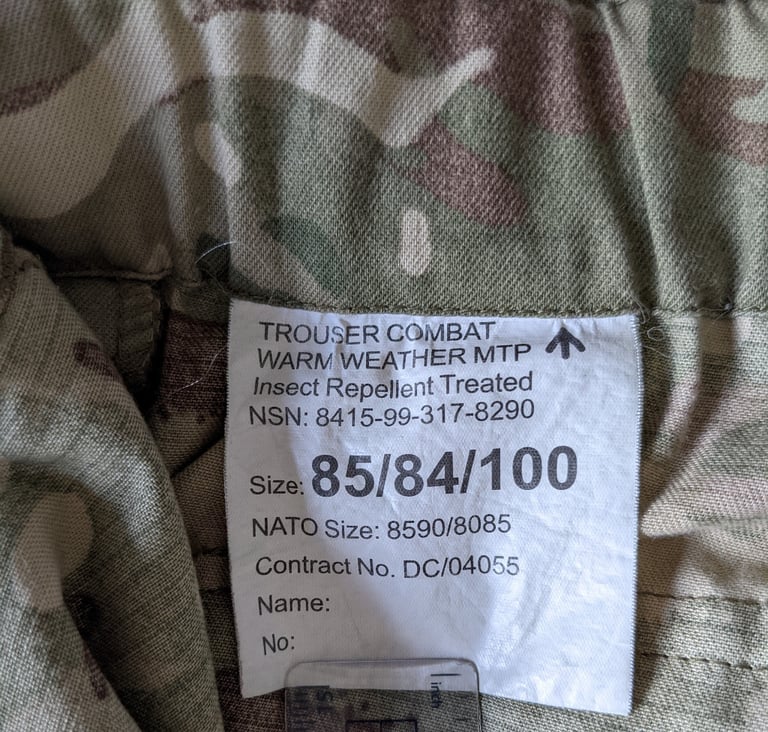 TROUSER COMBAT
WARM WEATHER MTP
Insect Repellent Treated
NSN: 8415-99-317-8290
Size: 85/84/100
NATO Size: 8590/8085
Contract No. DC/04055
Name:
No:
inch